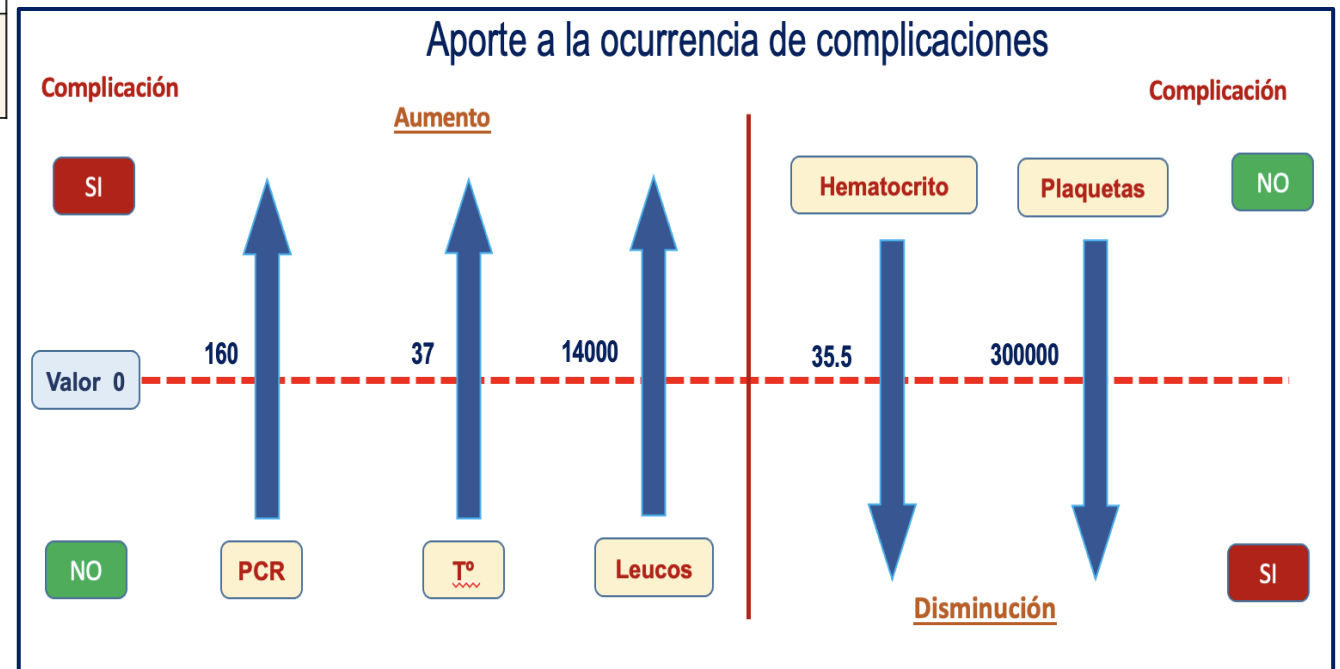 Aporte a la ocurrencia de complicaciones
Complicación
Complicación
Aumento
SI
Hematocrito
Plaquetas
NO
160
37
14000
35.5
300000
Valor 0
NO
PCR
Tº
Leucos
SI
Disminución